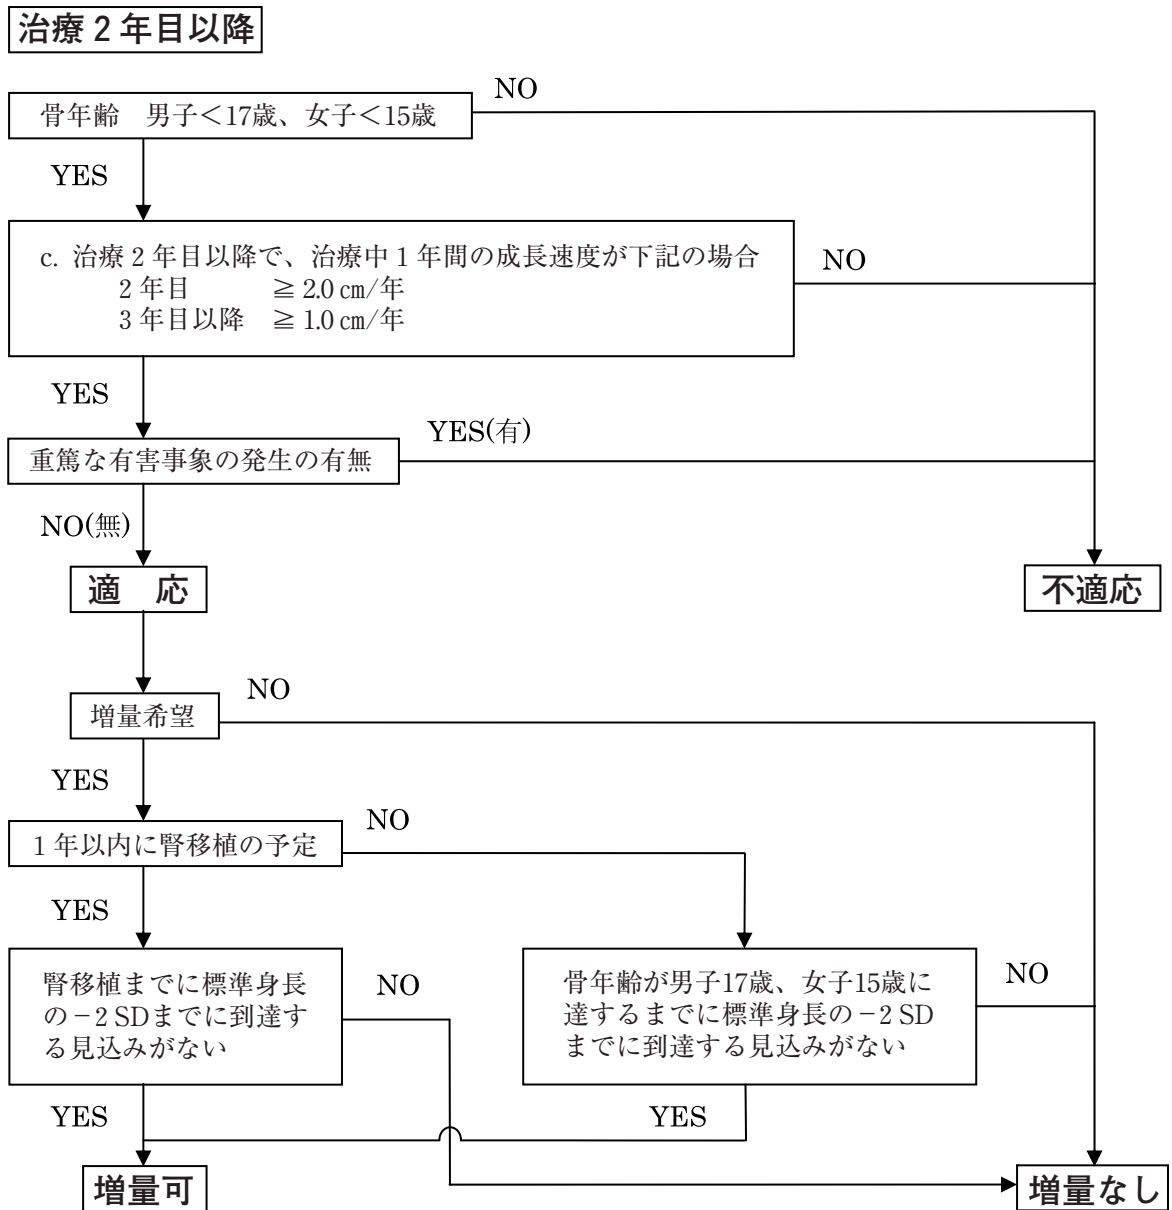 治療２年目以降
骨年齢　男子＜17歳、女子＜15歳
NO
YES
c. 治療２年目以降で、治療中１年間の成長速度が下記の場合
２年目　　　≧ 2.0 ㎝/年
３年目以降　≧ 1.0 ㎝/年
NO
YES
重篤な有害事象の発生の有無
YES(有)
NO(無)
適　応
不適応
増量希望
NO
YES
１年以内に腎移植の予定
NO
YES
腎移植までに標準身長
の－2 SDまでに到達す
る見込みがない
NO
骨年齢が男子17歳、女子15歳に
達するまでに標準身長の－2 SD
までに到達する見込みがない
NO
YES
YES
増量可
増量なし